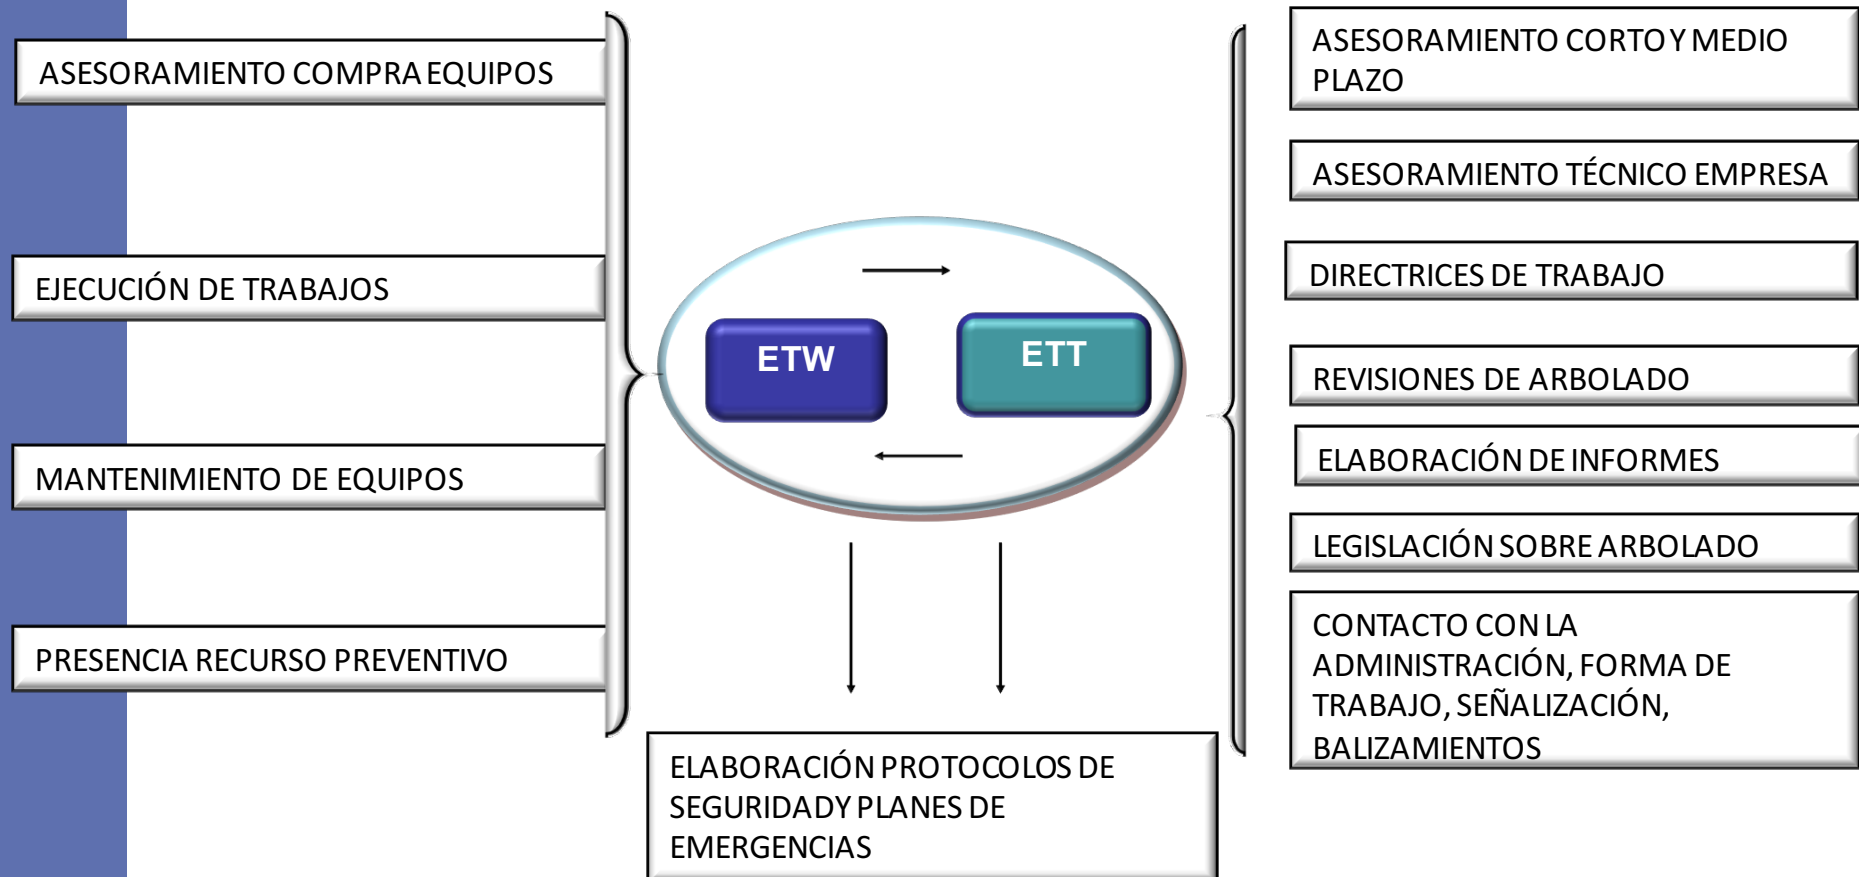 ASESORAMIENTO COMPRA EQUIPOS
EJECUCIÓN DE TRABAJOS
MANTENIMIENTO DE EQUIPOS
PRESENCIA RECURSO PREVENTIVO
ETW
ETT
ELABORACIÓN PROTOCOLOS DE
SEGURIDAD Y PLANES DE
EMERGENCIAS
ASESORAMIENTO CORTO Y MEDIO
PLAZO
ASESORAMIENTO TÉCNICO EMPRESA
DIRECTRICES DE TRABAJO
REVISIONES DE ARBOLADO
ELABORACIÓN DE INFORMES
LEGISLACIÓN SOBRE ARBOLADO
CONTACTO CON LA
ADMINISTRACIÓN, FORMA DE
TRABAJO, SEÑALIZACIÓN,
BALIZAMIENTOS